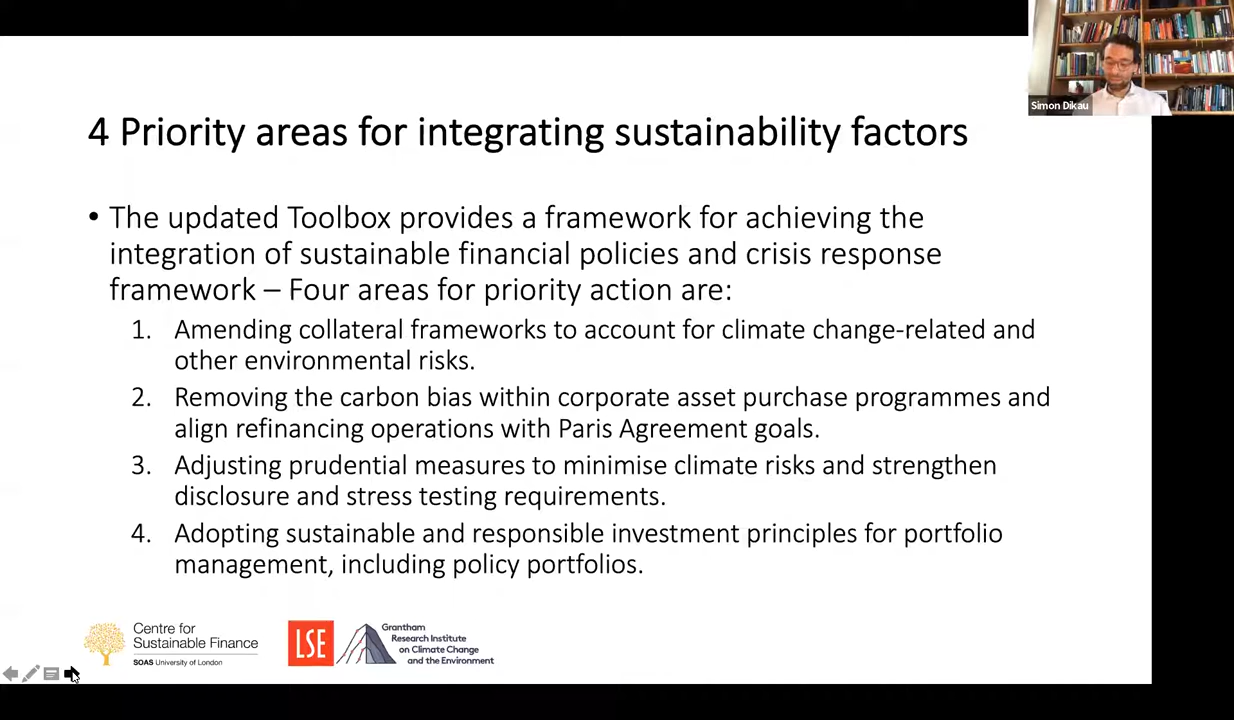 Simon Dikau
4 Priority areas for integrating sustainability factors
• The updated Toolbox provides a framework for achieving the
integration of sustainable financial policies and crisis response
framework – Four areas for priority action are:
1. Amending collateral frameworks to account for climate change-related and
other environmental risks.
2. Removing the carbon bias within corporate asset purchase programmes and
align refinancing operations with Paris Agreement goals.
3. Adjusting prudential measures to minimise climate risks and strengthen
disclosure and stress testing requirements.
4. Adopting sustainable and responsible investment principles for portfolio
management, including policy portfolios.
Centre for
Sustainable Finance
SOAS University of London
LSE
Grantham
Research Institute
on Climate Change
and the Environment